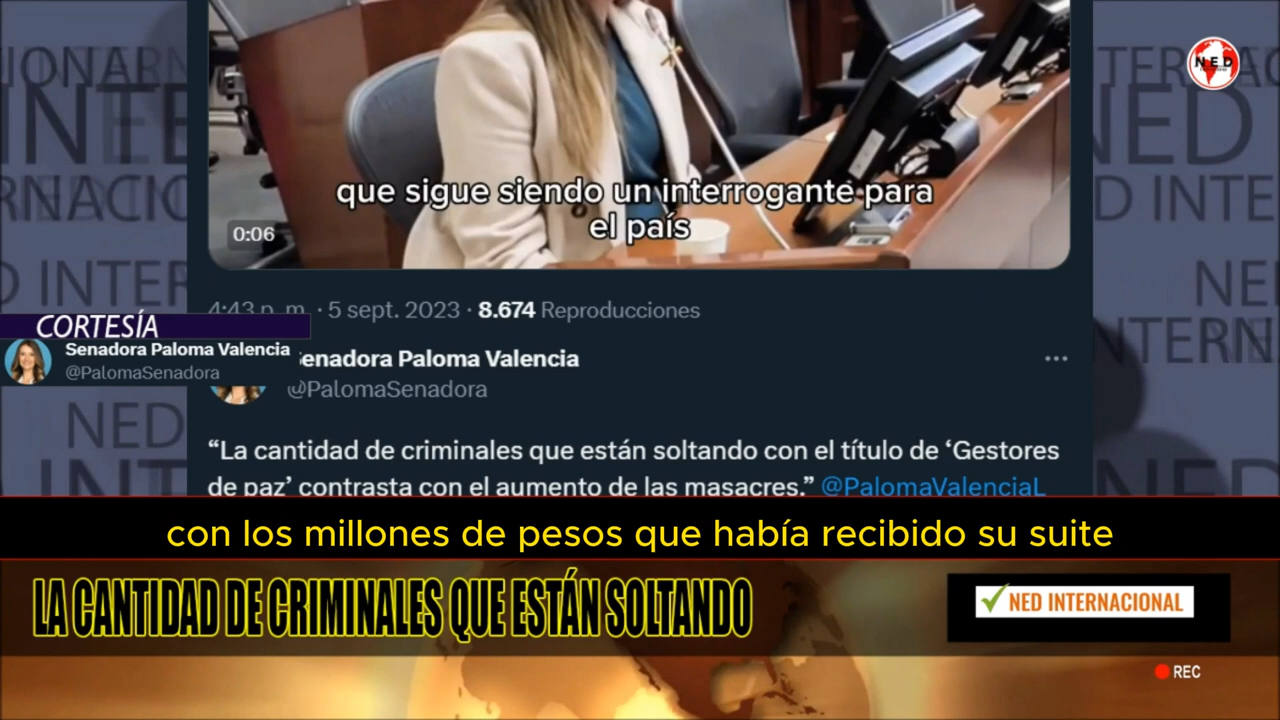 NED
que sigue siendo un interrogante para
el país
0:06
4:43 p. m. · 5 sept. 2023 · 8.674 Reproducciones
CORTESÍA
Senadora Paloma Valencia
@PalomaSenadora
Senadora Paloma Valencia
@PalomaSenadora
“La cantidad de criminales que están soltando con el título de ‘Gestores
de paz’ contrasta con el aumento de las masacres.” @PalomaValenciaL
con los millones de pesos que había recibido su suite
LA CANTIDAD DE CRIMINALES QUE ESTÁN SOLTANDO
NED INTERNACIONAL
REC